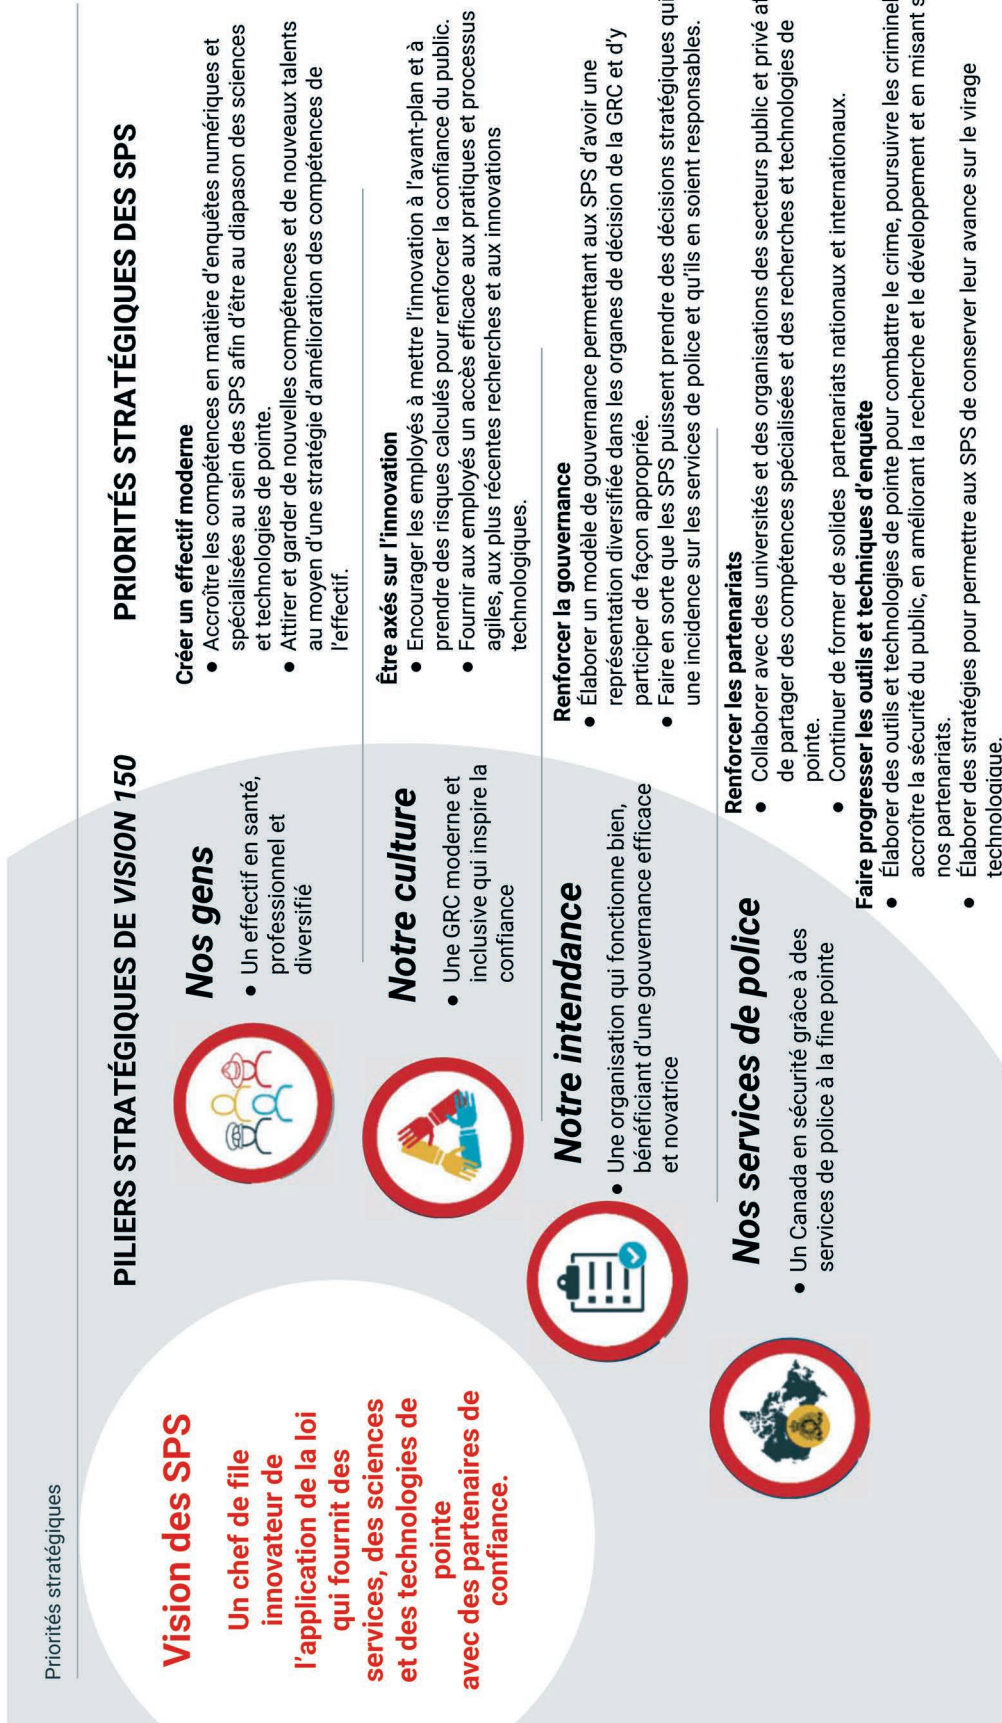 Priorités stratégiques
Vision des SPS
Un chef de file
innovateur de
l'application de la loi
qui fournit des
services, des sciences
et des technologies de
pointe
avec des partenaires de
confiance.
PILIERS STRATÉGIQUES DE VISION 150
Nos gens
• Un effectif en santé,
professionnel et
diversifié
Notre culture
• Une GRC moderne et
inclusive qui inspire la
confiance
Notre intendance
• Une organisation qui fonctionne bien,
bénéficiant d'une gouvernance efficace
et novatrice
Nos services de police
• Un Canada en sécurité grâce à des
services de police à la fine pointe
PRIORITÉS STRATÉGIQUES DES SPS
Créer un effectif moderne
• Accroître les compétences en matière d'enquêtes numériques et
spécialisées au sein des SPS afin d'être au diapason des sciences
et technologies de pointe.
• Attirer et garder de nouvelles compétences et de nouveaux talents
au moyen d'une stratégie d'amélioration des compétences de
l'effectif.
Être axés sur l'innovation
• Encourager les employés à mettre l'innovation à l'avant-plan et à
prendre des risques calculés pour renforcer la confiance du public.
• Fournir aux employés un accès efficace aux pratiques et processus
agiles, aux plus récentes recherches et aux innovations
technologiques.
Renforcer la gouvernance
• Élaborer un modèle de gouvernance permettant aux SPS d'avoir une
représentation diversifiée dans les organes de décision de la GRC et d'y
participer de façon appropriée.
• Faire en sorte que les SPS puissent prendre des décisions stratégiques qui
une incidence sur les services de police et qu'ils en soient responsables.
Renforcer les partenariats
• Collaborer avec des universités et des organisations des secteurs public et privé af
de partager des compétences spécialisées et des recherches et technologies de
pointe.
• Continuer de former de solides partenariats nationaux et internationaux.
Faire progresser les outils et techniques d'enquête
• Élaborer des outils et technologies de pointe pour combattre le crime, poursuivre les criminel
accroître la sécurité du public, en améliorant la recherche et le développement et en misant s
nos partenariats.
• Élaborer des stratégies pour permettre aux SPS de conserver leur avance sur le virage
technologique.